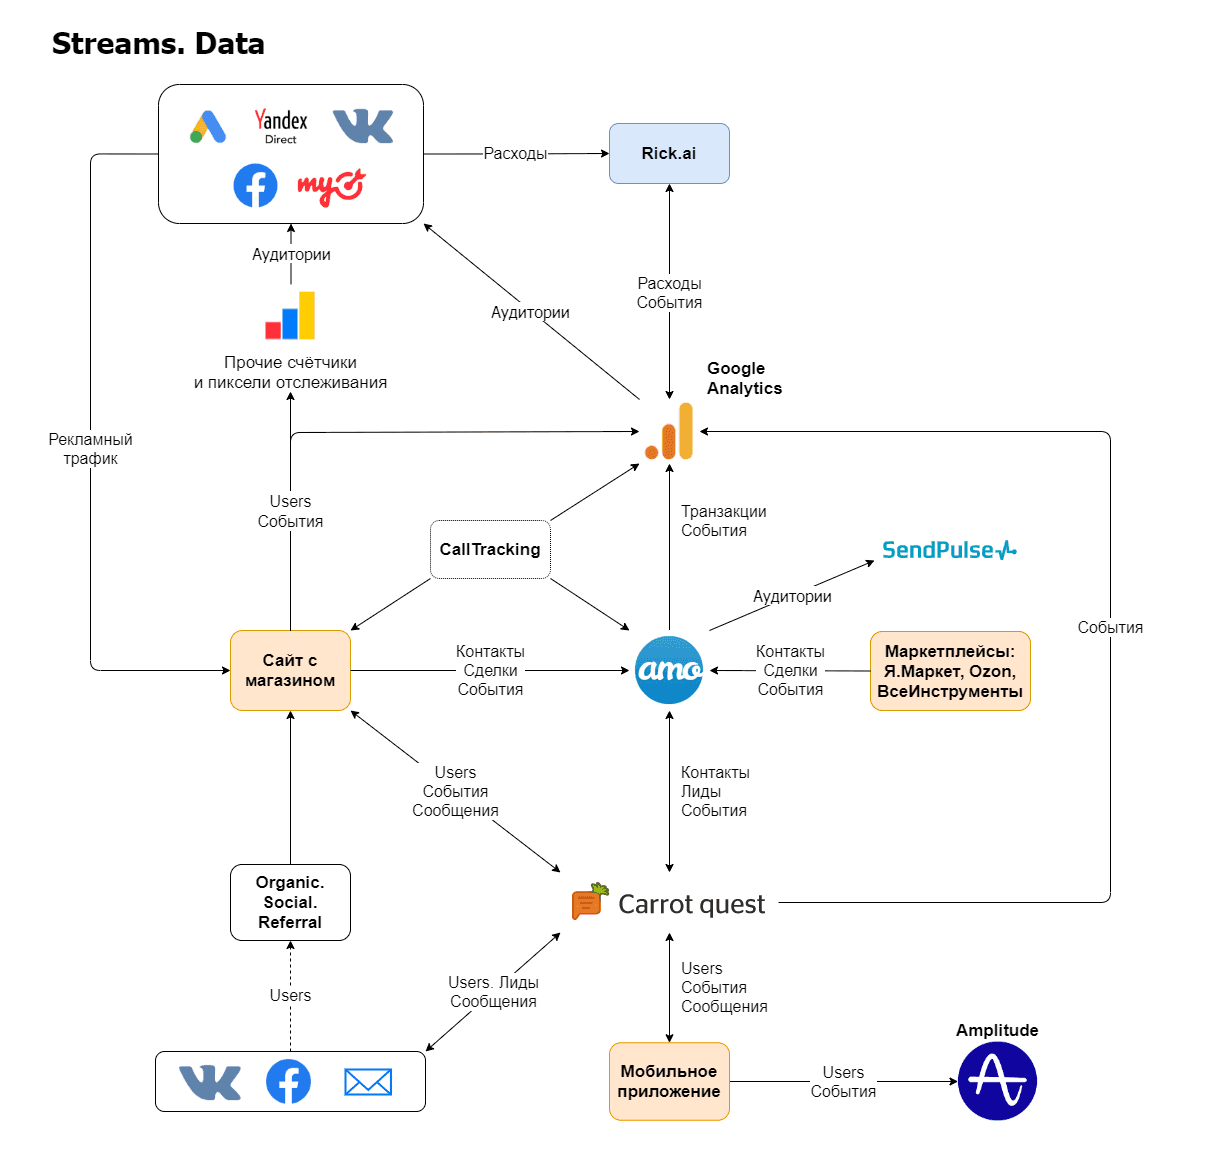 Streams. Data
Yandex
Direct
my
Расходы
Rick.ai
Аудитории
Расходы
События
Аудитории
Прочие счётчики
и пиксели отслеживания
Google
Analytics
Рекламный
трафик
Users
События
Транзакции
События
CallTracking
SendPulse
Аудитории
События
Сайт с
магазином
Контакты
Сделки
События
amo
Контакты
Сделки
События
Маркетплейсы:
Я.Маркет, Ozon,
ВсеИнструменты
Users
События
Сообщения
Контакты
Лиды
События
Organic.
Social.
Referral
Carrot quest
Users
Users. Лиды
Сообщения
Users
События
Сообщения
Amplitude
Мобильное
приложение
Users
События